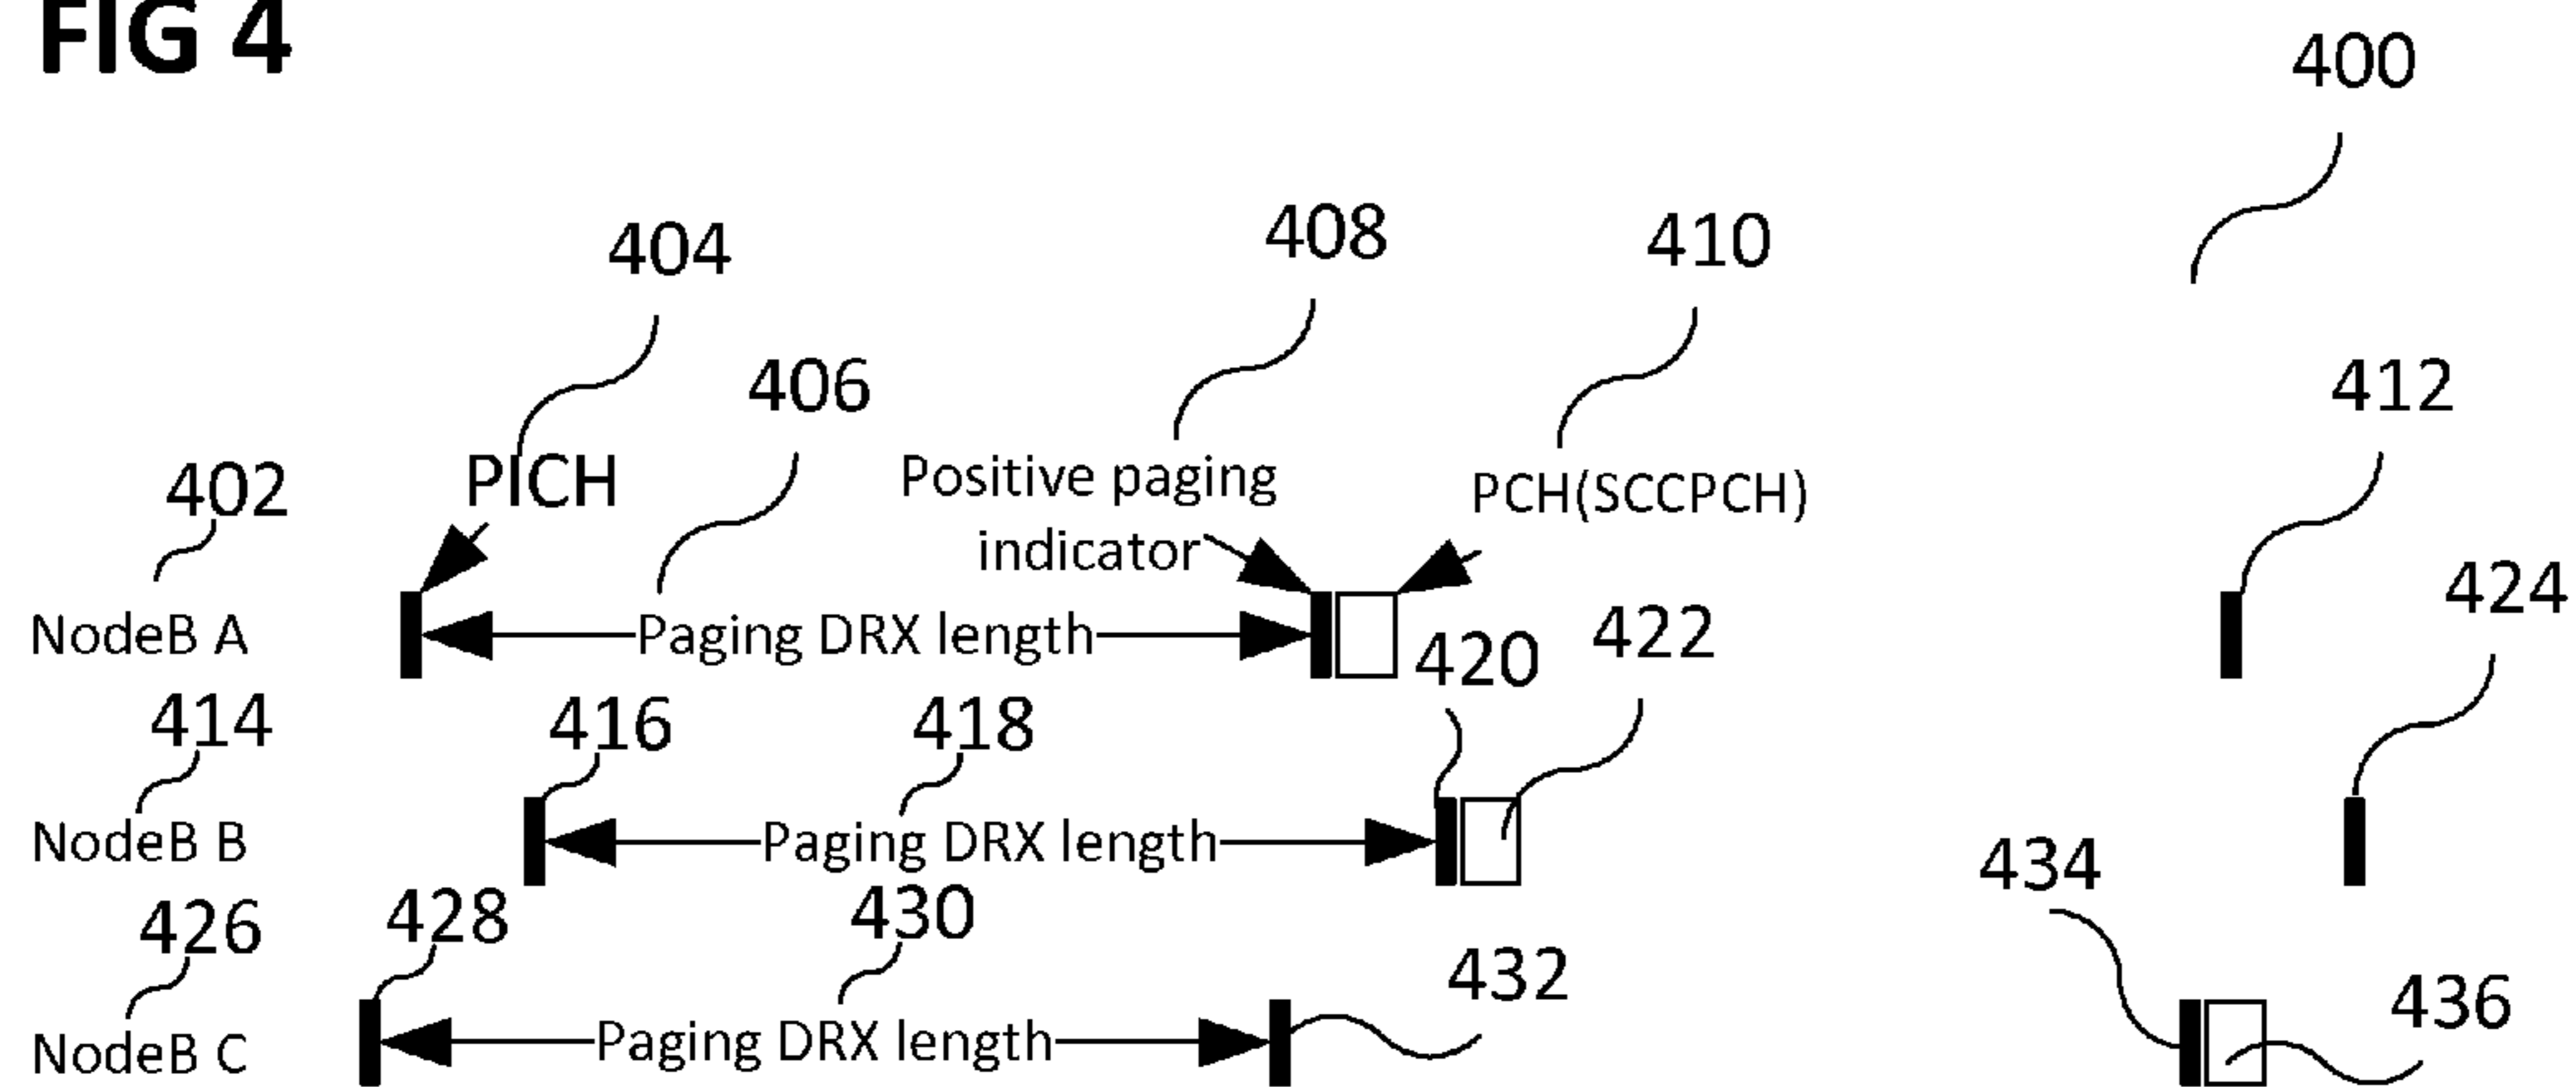 FIG 4
400
404
408
410
406
412
402
PICH
Positive paging
indicator
PCH(SCCPCH)
424
NodeB A
Paging DRX length
420
422
414
416
418
NodeB B
Paging DRX length
434
426
428
430
432
436
NodeB C
Paging DRX length